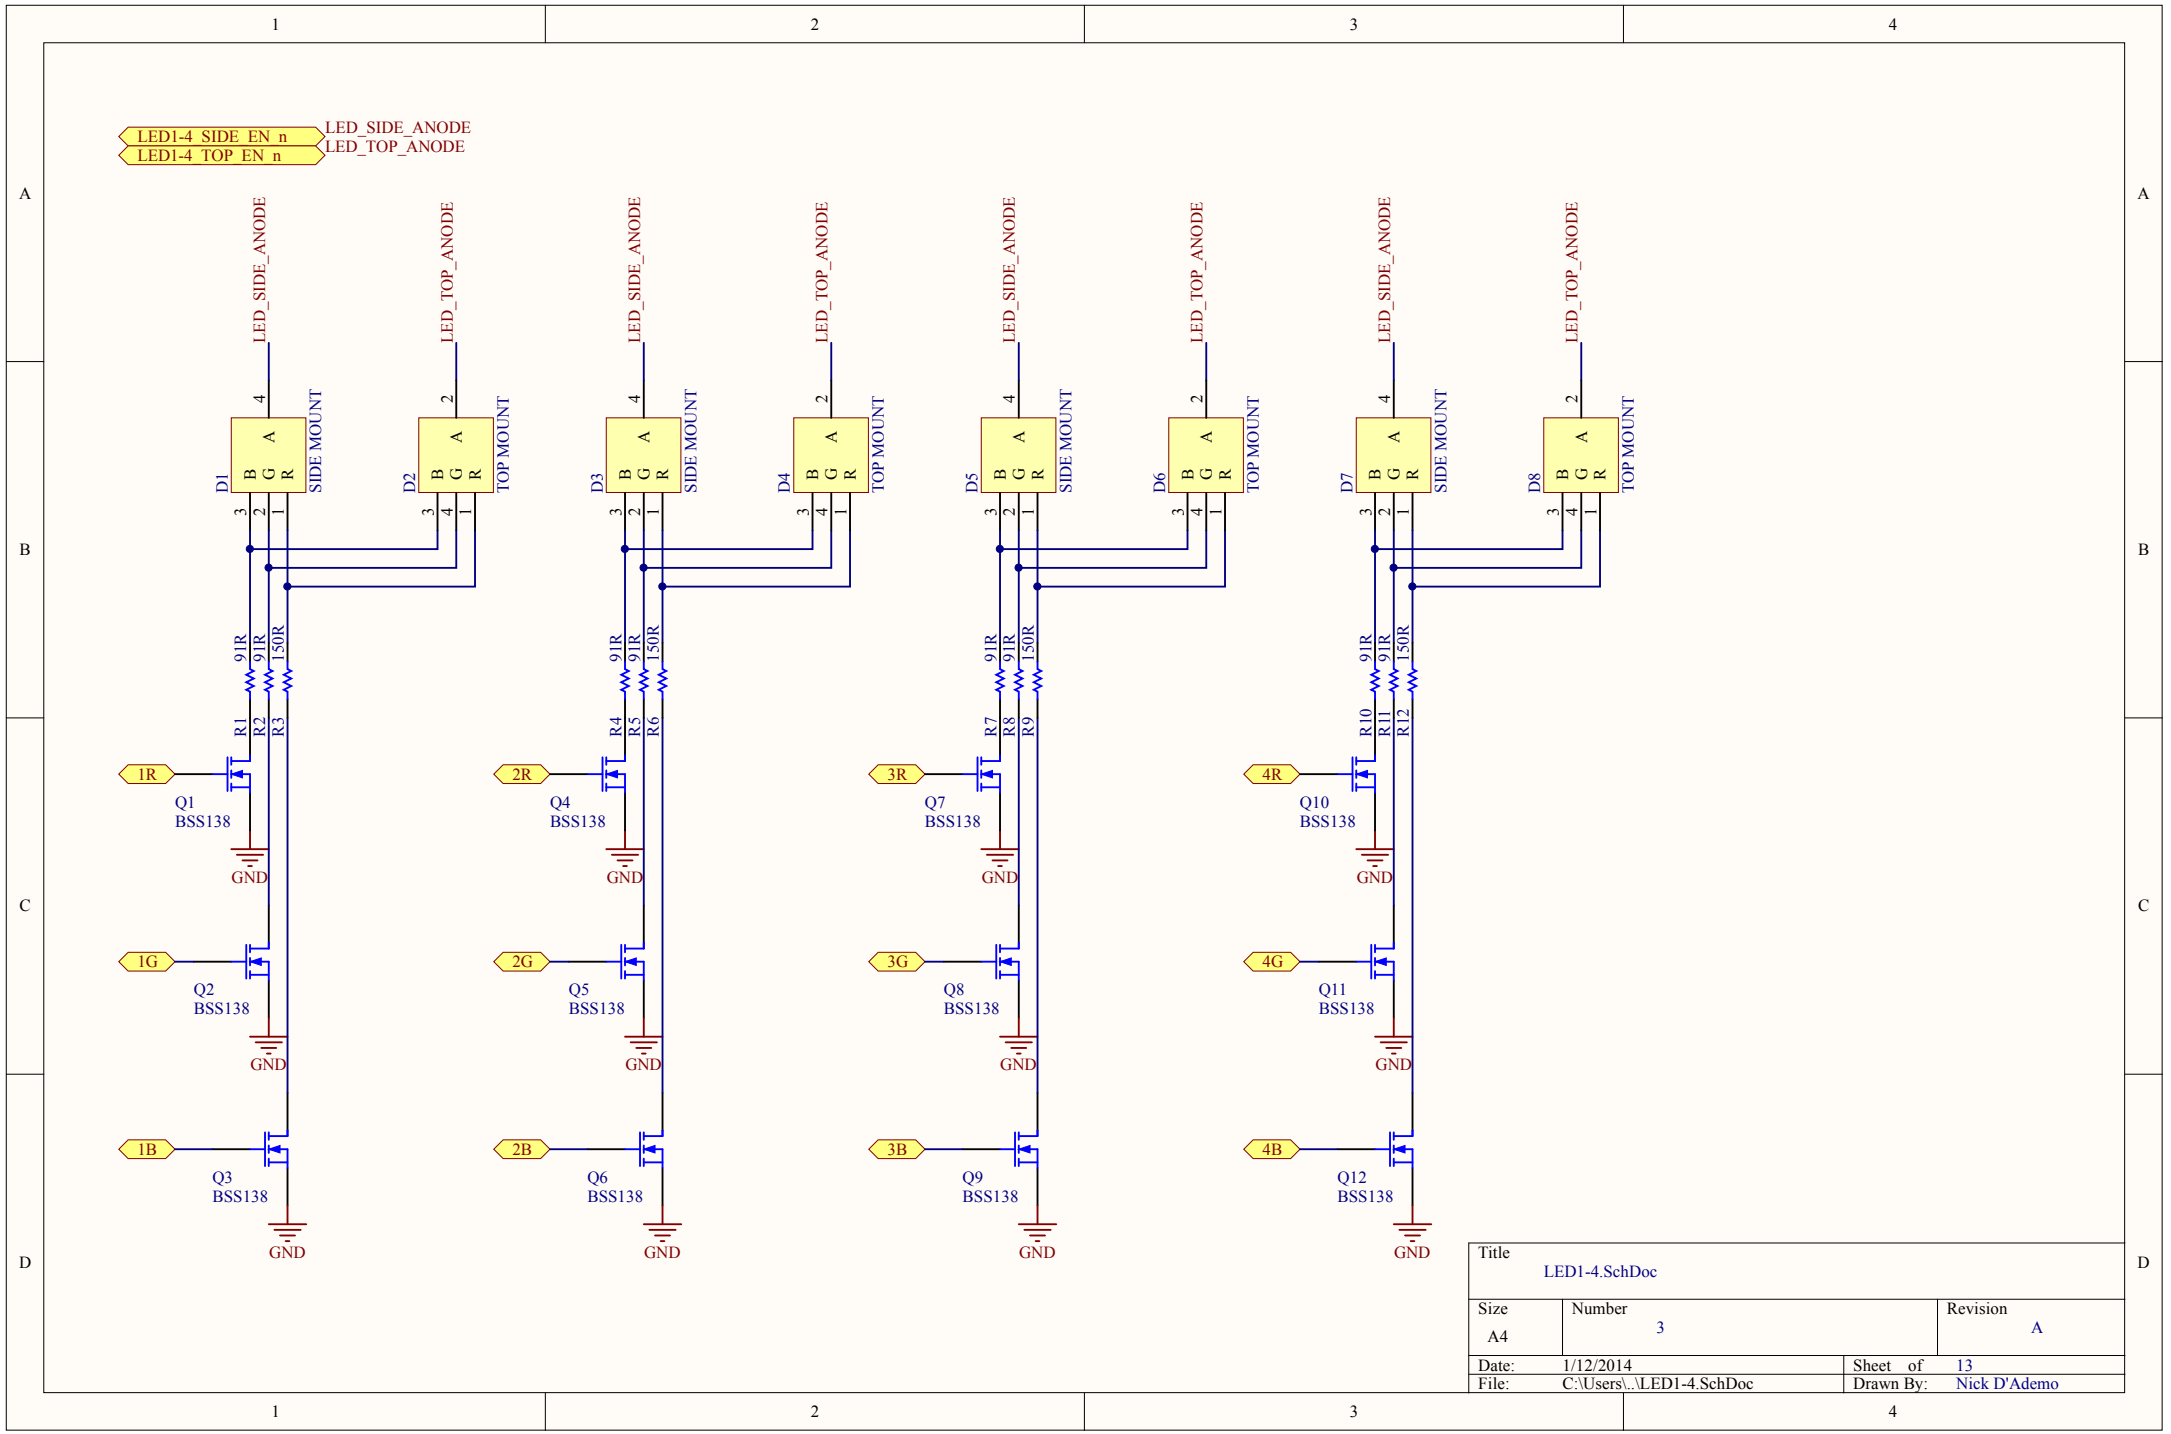 1 2 3 4
A A
B B
C C
D D
LED1-4_SIDE_EN_n LED_SIDE_ANODE
LED1-4_TOP_EN_n LED_TOP_ANODE
LED_SIDE_ANODE LED_TOP_ANODE LED_SIDE_ANODE LED_TOP_ANODE LED_SIDE_ANODE LED_TOP_ANODE LED_SIDE_ANODE LED_TOP_ANODE
4 2 4 2 4 2 4 2
A A A A A A A A
B G R B G R B G R B G R B G R B G R B G R B G R
D1 SIDE MOUNT D2 TOP MOUNT D3 SIDE MOUNT D4 TOP MOUNT D5 SIDE MOUNT D6 TOP MOUNT D7 SIDE MOUNT D8 TOP MOUNT
3 2 1 3 4 1 3 2 1 3 4 1 3 2 1 3 4 1 3 2 1 3 4 1
91R 91R 150R 91R 91R 150R 91R 91R 150R 91R 91R 150R
R1 R2 R3 R4 R5 R6 R7 R8 R9 R10 R11 R12
1R 2R 3R 4R
Q1 Q4 Q7 Q10
BSS138 BSS138 BSS138 BSS138
GND GND GND GND
1G 2G 3G 4G
Q2 Q5 Q8 Q11
BSS138 BSS138 BSS138 BSS138
GND GND GND GND
1B 2B 3B 4B
Q3 Q6 Q9 Q12
BSS138 BSS138 BSS138 BSS138
GND GND GND GND
Title
LED1-4.SchDoc
Size Number Revision
A4 3 A
Date: 1/12/2014 Sheet of 13
File: C:\Users\..\LED1-4.SchDoc Drawn By: Nick D'Ademo
1 2 3 4